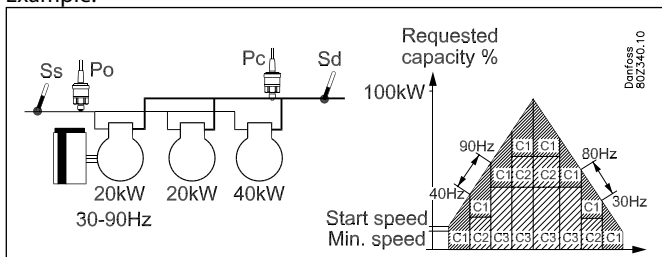 Example:
Ss
Po
Pc
Sd
20kW
20kW
40kW
30-90Hz
Requested
capacity %
100kW
90Hz
40Hz
80Hz
30Hz
Start speed
Min. speed
C1 C1
C1 C2 C2 C1
C1 C1
C1 C2 C3 C3 C3 C3 C2 C1
Danfoss
80Z340.10